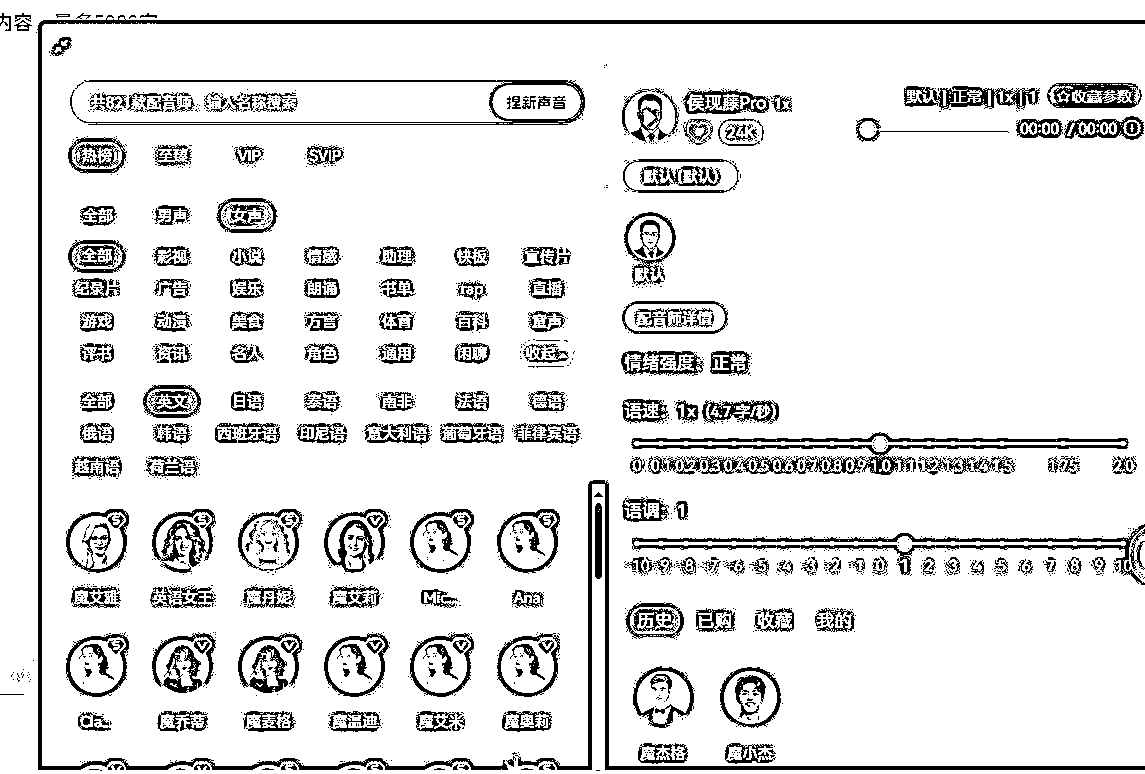 内容
最多5000字
共821款配音师，输入名称搜索
捏新声音
热榜
至臻
VIP
SVIP
全部 男声 女声
全部 影视 小说 情感 助理 快板 宣传片
纪录片 广告 娱乐 朗诵 书单 rap 直播
游戏 动漫 美食 方言 体育 百科 童声
评书 资讯 名人 角色 通用 闲聊 收起
全部 英文 日语 泰语 南非 法语 德语
俄语 韩语 西班牙语 印尼语 意大利语 葡萄牙语 菲律宾语
越南语 荷兰语
魔艾雅 英语女王 魔丹妮 魔艾莉 Mic... Ana
Cla... 魔乔蒂 魔麦格 魔温迪 魔艾米 魔奥莉
侯现滕Pro 1x
24K
默认|正常|1x|1
☆收藏参数
00:00 / 00:00
默认(默认)
默认
配音师详情
情绪强度：正常
语速：1x (4.7字/秒)
0 0.1 0.2 0.3 0.4 0.5 0.6 0.7 0.8 0.9 1.0 1.1 1.2 1.3 1.4 1.5 1.75 2.0
语调：1
-10 -9 -8 -7 -6 -5 -4 -3 -2 -1 0 1 2 3 4 5 6 7 8 9 10
历史 已购 收藏 我的
魔杰格 魔小杰